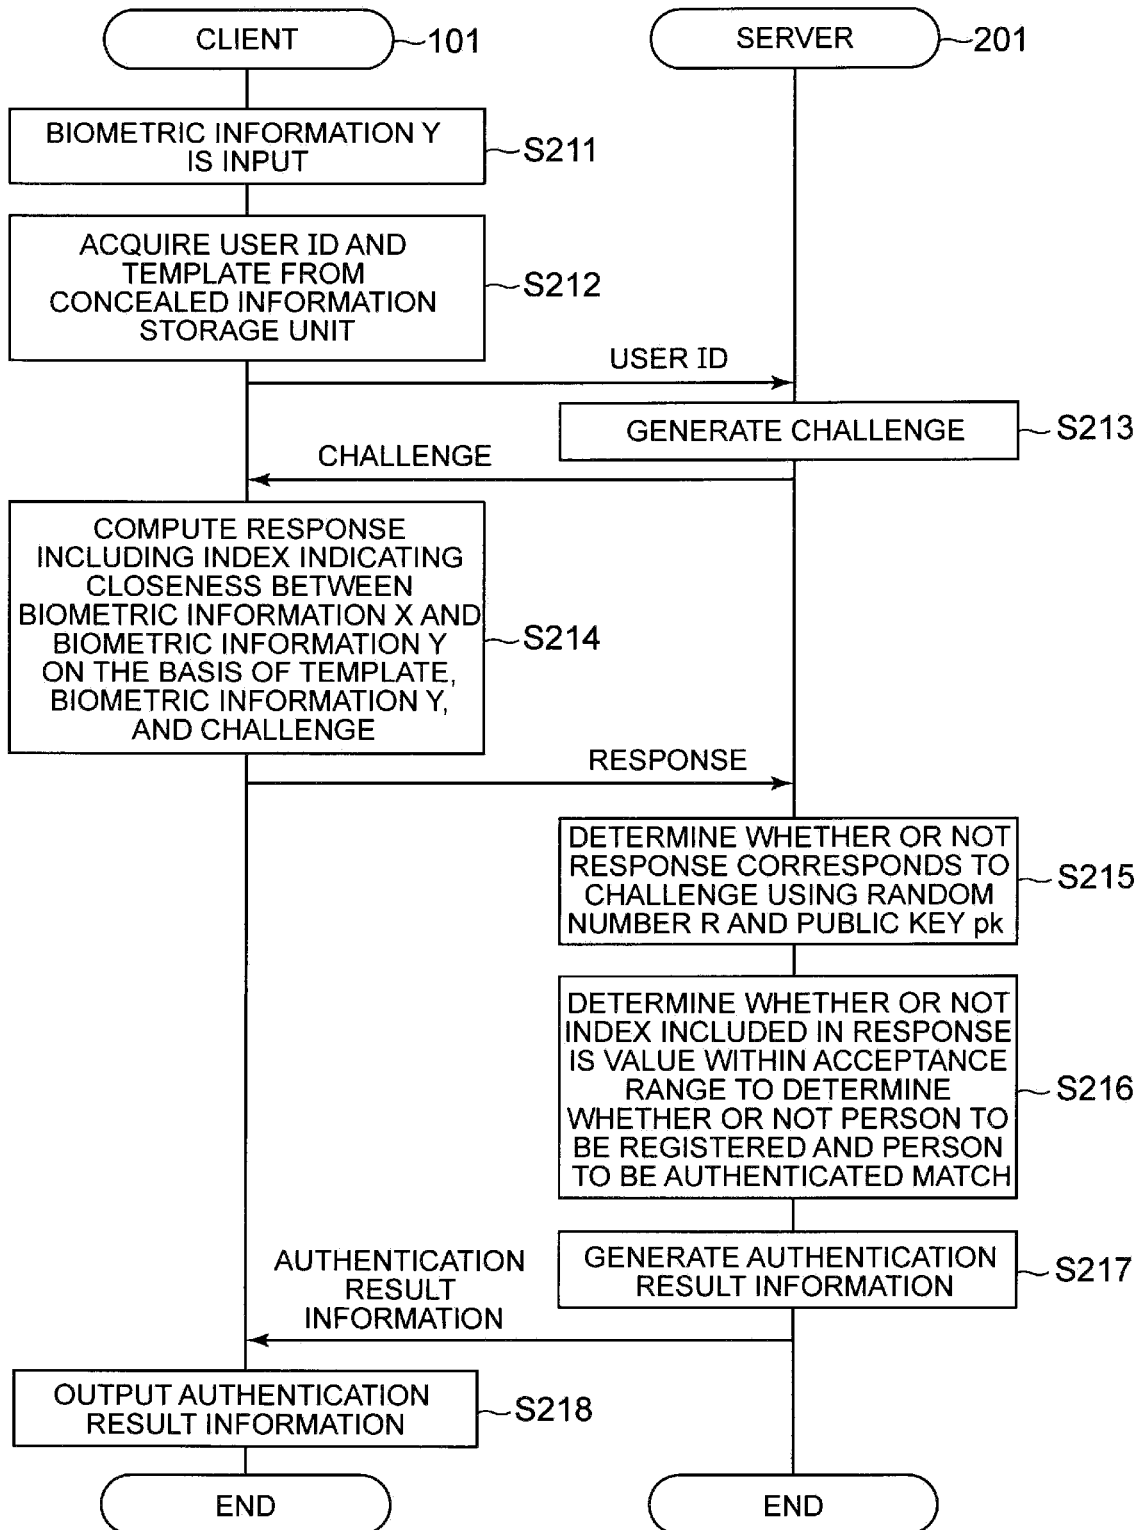 CLIENT
101
SERVER
201
BIOMETRIC INFORMATION Y
IS INPUT
S211
ACQUIRE USER ID AND
TEMPLATE FROM
CONCEALED INFORMATION
STORAGE UNIT
S212
USER ID
GENERATE CHALLENGE
S213
CHALLENGE
COMPUTE RESPONSE
INCLUDING INDEX INDICATING
CLOSENESS BETWEEN
BIOMETRIC INFORMATION X AND
BIOMETRIC INFORMATION Y
ON THE BASIS OF TEMPLATE,
BIOMETRIC INFORMATION Y,
AND CHALLENGE
S214
RESPONSE
DETERMINE WHETHER OR NOT
RESPONSE CORRESPONDS TO
CHALLENGE USING RANDOM
NUMBER R AND PUBLIC KEY pk
S215
DETERMINE WHETHER OR NOT
INDEX INCLUDED IN RESPONSE
IS VALUE WITHIN ACCEPTANCE
RANGE TO DETERMINE
WHETHER OR NOT PERSON TO
BE REGISTERED AND PERSON
TO BE AUTHENTICATED MATCH
S216
GENERATE AUTHENTICATION
RESULT INFORMATION
S217
AUTHENTICATION
RESULT
INFORMATION
OUTPUT AUTHENTICATION
RESULT INFORMATION
S218
END
END